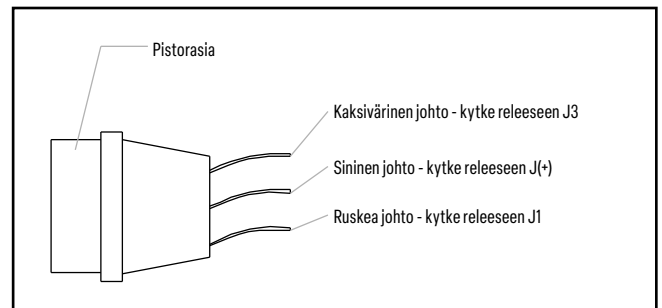 Pistorasia
Kaksivärinen johto - kytke releeseen J3
Sininen johto - kytke releeseen J(+)
Ruskea johto - kytke releeseen J1